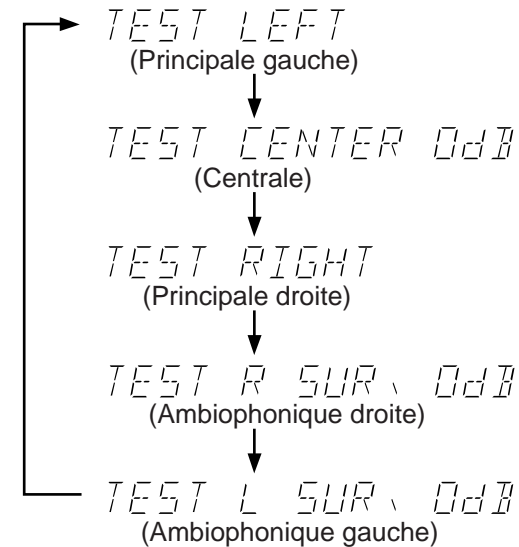 TEST LEFT
(Principale gauche)
TEST CENTER 0dB
(Centrale)
TEST RIGHT
(Principale droite)
TEST R SUR. 0dB
(Ambiophonique droite)
TEST L SUR. 0dB
(Ambiophonique gauche)